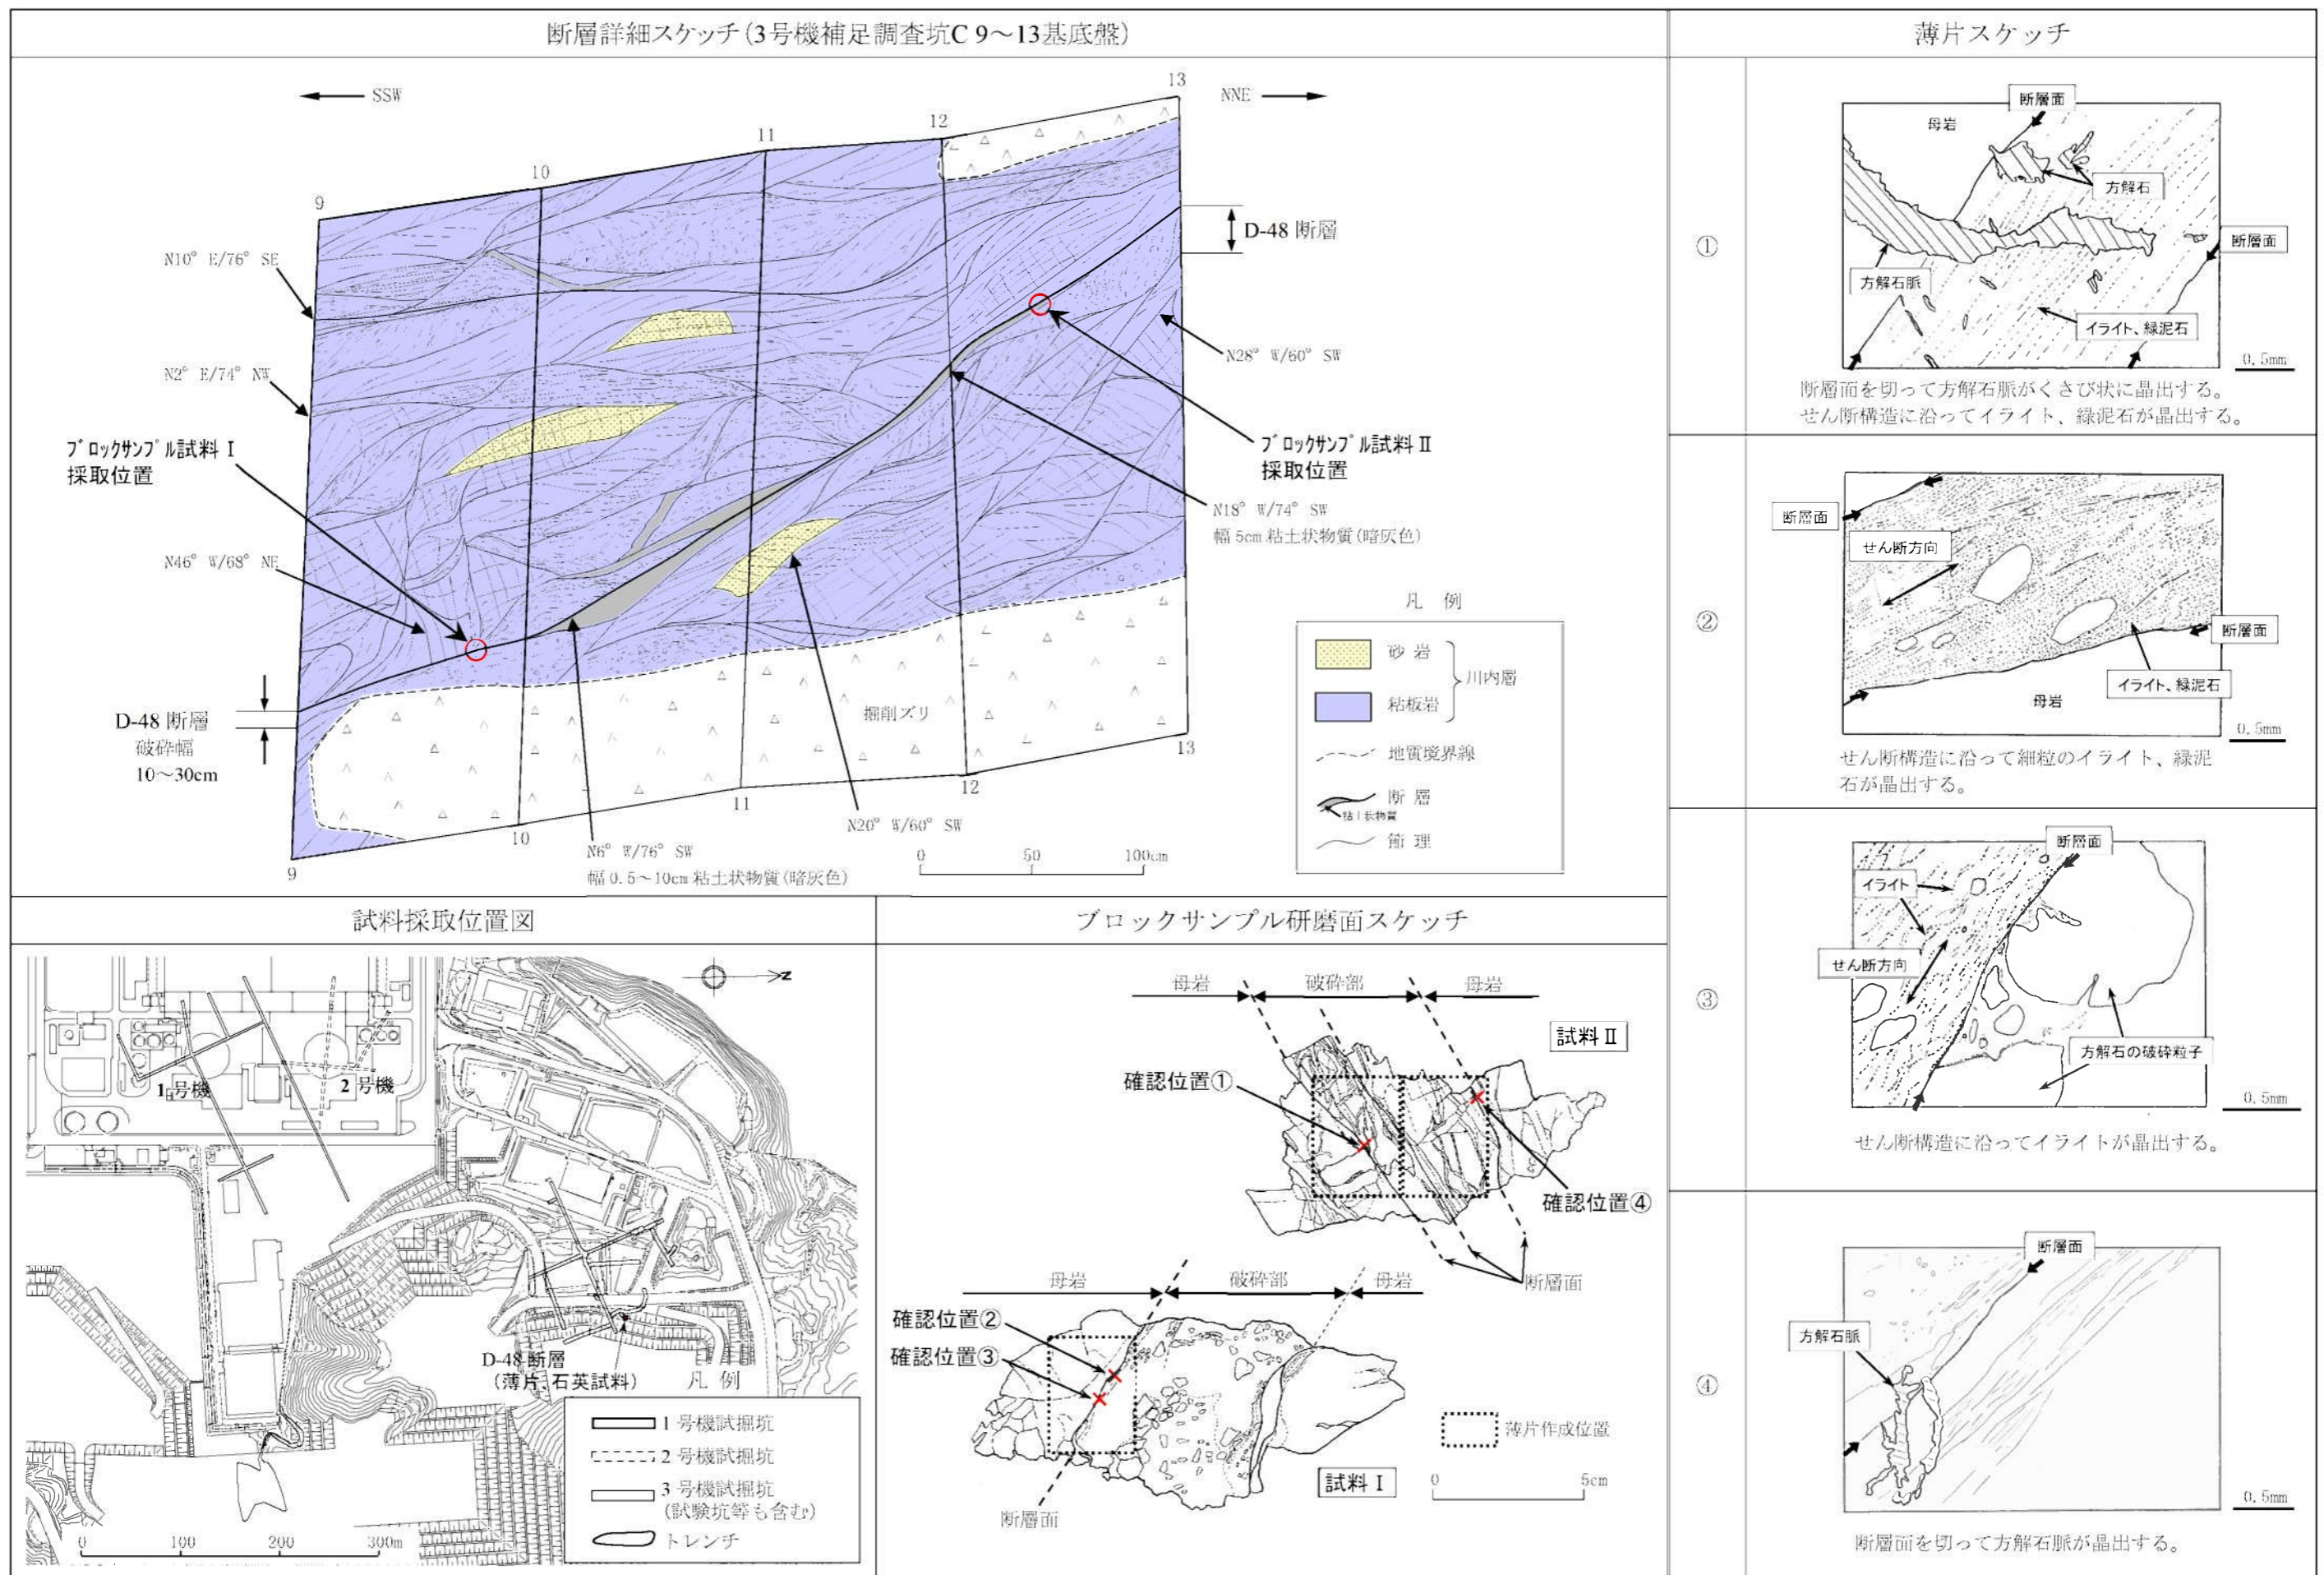 断層詳細スケッチ(3号機補足調査坑C 9～13基底盤)
SSW
NNE
9
10
11
12
13
N10° E/76° SE
N2° E/74° NW
ブロックサンプル試料Ⅰ
採取位置
N46° W/68° NE
D-48 断層
破砕幅
10～30cm
D-48 断層
N28° W/60° SW
ブロックサンプル試料Ⅱ
採取位置
N18° W/74° SW
幅 5cm 粘土状物質(暗灰色)
掘削ズリ
9
10
11
12
13
N6° W/76° SW
幅 0.5～10cm 粘土状物質(暗灰色)
N20° W/60° SW
0
50
100cm
凡 例
砂 岩
粘板岩
川内層
地質境界線
断 層
粘土状物質
節 理
試料採取位置図
N
1号機
2 号機
D-48 断層
(薄片、石英試料)
凡 例
1 号機試掘坑
2 号機試掘坑
3 号機試掘坑
(試験坑等も含む)
トレンチ
0
100
200
300m
ブロックサンプル研磨面スケッチ
母岩
破砕部
母岩
試料Ⅱ
確認位置①
確認位置④
断層面
母岩
破砕部
母岩
確認位置②
確認位置③
断層面
試料Ⅰ
薄片作成位置
0
5cm
薄片スケッチ
①
断層面
母岩
方解石
断層面
方解石脈
イライト、緑泥石
0.5mm
断層面を切って方解石脈がくさび状に晶出する。
せん断構造に沿ってイライト、緑泥石が晶出する。
②
断層面
せん断方向
断層面
イライト、緑泥石
母岩
0.5mm
せん断構造に沿って細粒のイライト、緑泥
石が晶出する。
③
断層面
イライト
せん断方向
方解石の破砕粒子
0.5mm
せん断構造に沿ってイライトが晶出する。
④
断層面
方解石脈
0.5mm
断層面を切って方解石脈が晶出する。